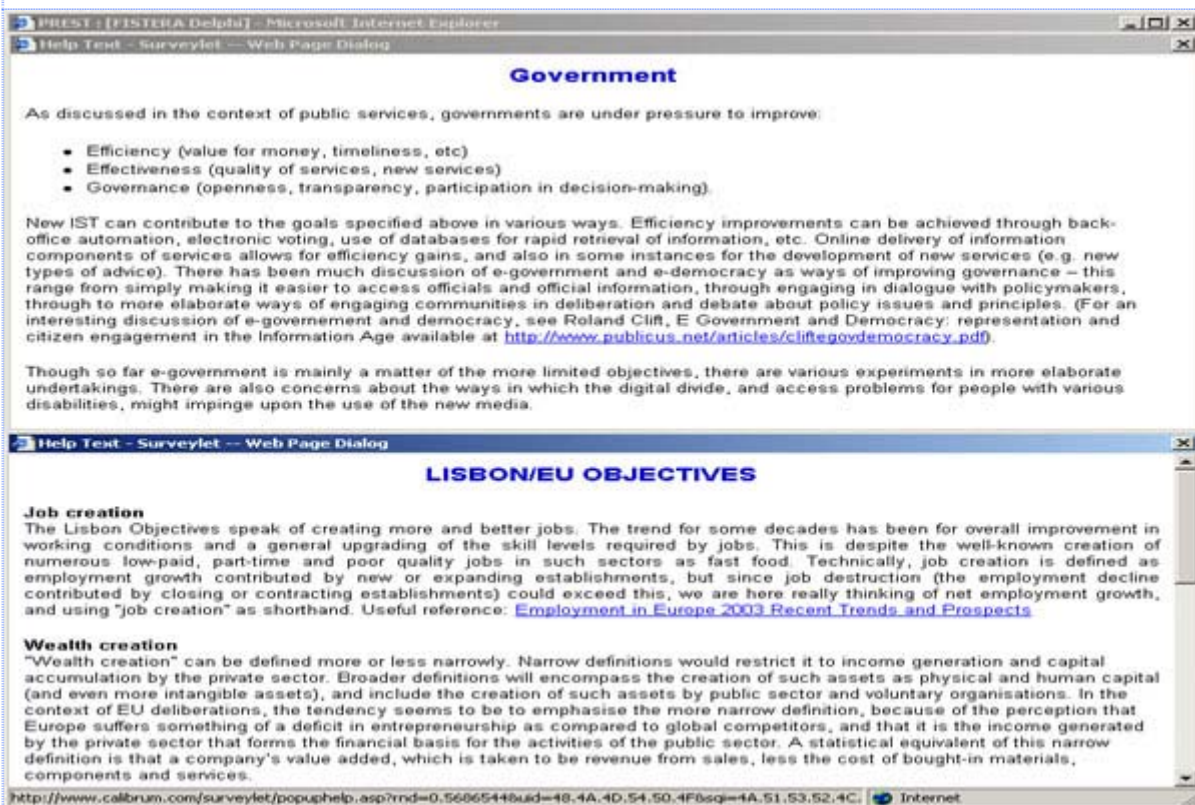 PREST : [FISTERA Delphi] - Microsoft Internet Explorer
Help Text - Surveylet -- Web Page Dialog
Government
As discussed in the context of public services, governments are under pressure to improve:
• Efficiency (value for money, timeliness, etc)
• Effectiveness (quality of services, new services)
• Governance (openness, transparency, participation in decision-making).
New IST can contribute to the goals specified above in various ways. Efficiency improvements can be achieved through back-
office automation, electronic voting, use of databases for rapid retrieval of information, etc. Online delivery of information
components of services allows for efficiency gains, and also in some instances for the development of new services (e.g. new
types of advice). There has been much discussion of e-government and e-democracy as ways of improving governance – this
range from simply making it easier to access officials and official information, through engaging in dialogue with policymakers,
through to more elaborate ways of engaging communities in deliberation and debate about policy issues and principles. (For an
interesting discussion of e-governement and democracy, see Roland Clift, E Government and Democracy: representation and
citizen engagement in the Information Age available at http://www.publicus.net/articles/cliftegovdemocracy.pdf).
Though so far e-government is mainly a matter of the more limited objectives, there are various experiments in more elaborate
undertakings. There are also concerns about the ways in which the digital divide, and access problems for people with various
disabilities, might impinge upon the use of the new media.
Help Text - Surveylet -- Web Page Dialog
LISBON/EU OBJECTIVES
Job creation
The Lisbon Objectives speak of creating more and better jobs. The trend for some decades has been for overall improvement in
working conditions and a general upgrading of the skill levels required by jobs. This is despite the well-known creation of
numerous low-paid, part-time and poor quality jobs in such sectors as fast food. Technically, job creation is defined as
employment growth contributed by new or expanding establishments, but since job destruction (the employment decline
contributed by closing or contracting establishments) could exceed this, we are here really thinking of net employment growth,
and using "job creation" as shorthand. Useful reference: Employment in Europe 2003 Recent Trends and Prospects
Wealth creation
"Wealth creation" can be defined more or less narrowly. Narrow definitions would restrict it to income generation and capital
accumulation by the private sector. Broader definitions will encompass the creation of such assets as physical and human capital
(and even more intangible assets), and include the creation of such assets by public sector and voluntary organisations. In the
context of EU deliberations, the tendency seems to be to emphasise the more narrow definition, because of the perception that
Europe suffers something of a deficit in entrepreneurship as compared to global competitors, and that it is the income generated
by the private sector that forms the financial basis for the activities of the public sector. A statistical equivalent of this narrow
definition is that a company's value added, which is taken to be revenue from sales, less the cost of bought-in materials,
components and services.
http://www.calibrum.com/surveylet/popuphelp.asp?rnd=0.5686544&uid=48.4A.4D.54.50.4F&sqi=4A.51.53.52.4C. Internet